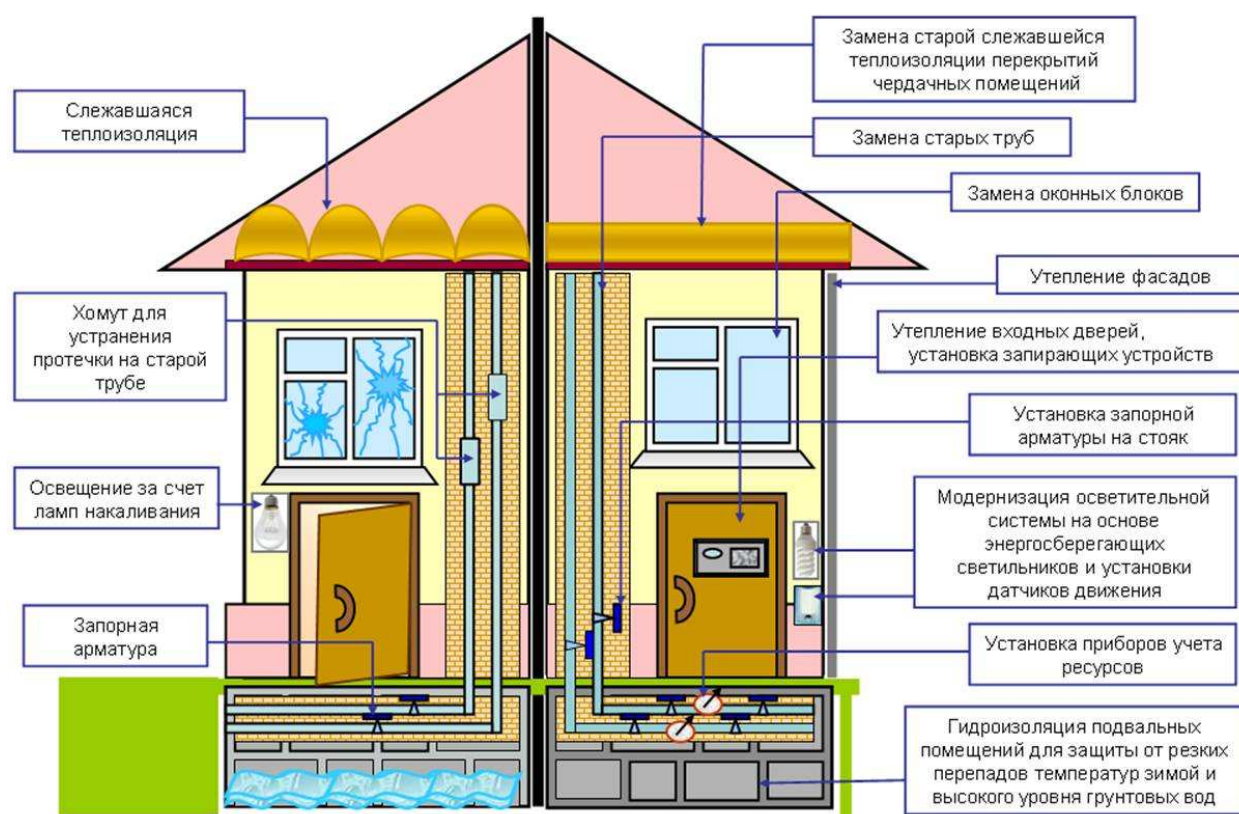 Слежавшаяся
теплоизоляция
Хомут для
устранения
протечки на старой
трубе
Освещение за счет
ламп накаливания
Запорная
арматура
Замена старой слежавшейся
теплоизоляции перекрытий
чердачных помещений
Замена старых труб
Замена оконных блоков
Утепление фасадов
Утепление входных дверей,
установка запирающих устройств
Установка запорной
арматуры на стояк
Модернизация осветительной
системы на основе
энергосберегающих
светильников и установки
датчиков движения
Установка приборов учета
ресурсов
Гидроизоляция подвальных
помещений для защиты от резких
перепадов температур зимой и
высокого уровня грунтовых вод